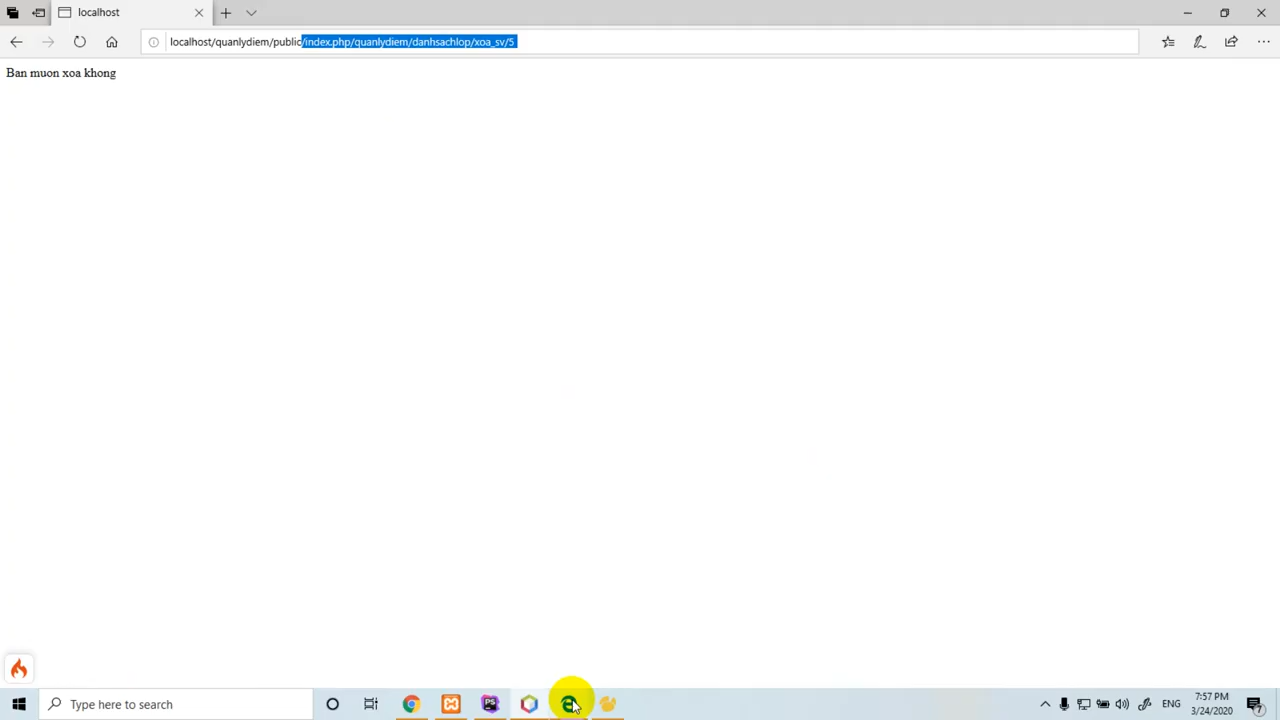 localhost
localhost/quanlydiem/public/index.php/quanlydiem/danhsachlop/xoa_sv/5
Ban muon xoa khong
Type here to search
PS
ENG
7:57 PM
3/24/2020